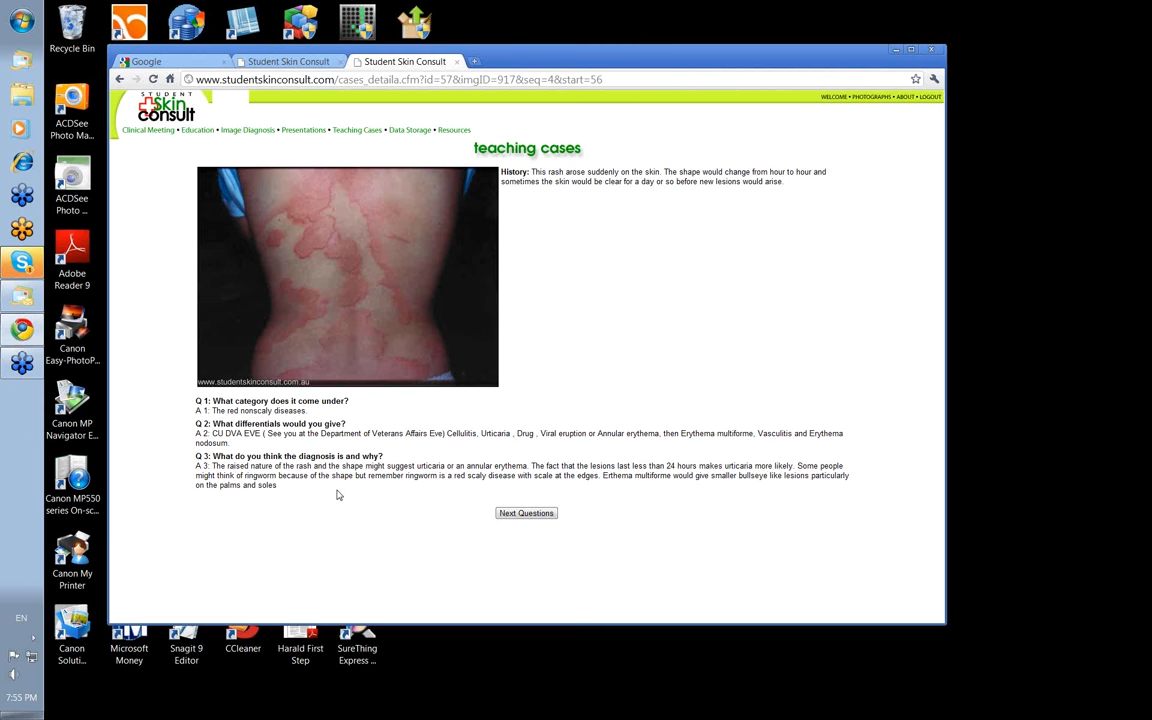 Recycle Bin
Google
Student Skin Consult
Student Skin Consult
www.studentskinconsult.com/cases_detaila.cfm?id=57&imgID=917&seq=4&start=56
STUDENT
Skin
consult
WELCOME • PHOTOGRAPHS • ABOUT • LOGOUT
Clinical Meeting • Education • Image Diagnosis • Presentations • Teaching Cases • Data Storage • Resources
teaching cases
History: This rash arose suddenly on the skin. The shape would change from hour to hour and
sometimes the skin would be clear for a day or so before new lesions would arise.
www.studentskinconsult.com.au
Q 1: What category does it come under?
A 1: The red nonscaly diseases.
Q 2: What differentials would you give?
A 2: CU DVA EVE ( See you at the Department of Veterans Affairs Eve) Cellulitis, Urticaria , Drug , Viral eruption or Annular erythema, then Erythema multiforme, Vasculitis and Erythema
nodosum.
Q 3: What do you think the diagnosis is and why?
A 3: The raised nature of the rash and the shape might suggest urticaria or an annular erythema. The fact that the lesions last less than 24 hours makes urticaria more likely. Some people
might think of ringworm because of the shape but remember ringworm is a red scaly disease with scale at the edges. Erthema multiforme would give smaller bullseye like lesions particularly
on the palms and soles
Next Questions
ACDSee
Photo Ma...
ACDSee
Photo ...
Adobe
Reader 9
Canon
Easy-PhotoP...
Canon MP
Navigator E...
Canon MP550
series On-sc...
Canon My
Printer
Canon
Soluti...
Microsoft
Money
Snagit 9
Editor
CCleaner
Harald First
Step
SureThing
Express ...
EN
7:55 PM